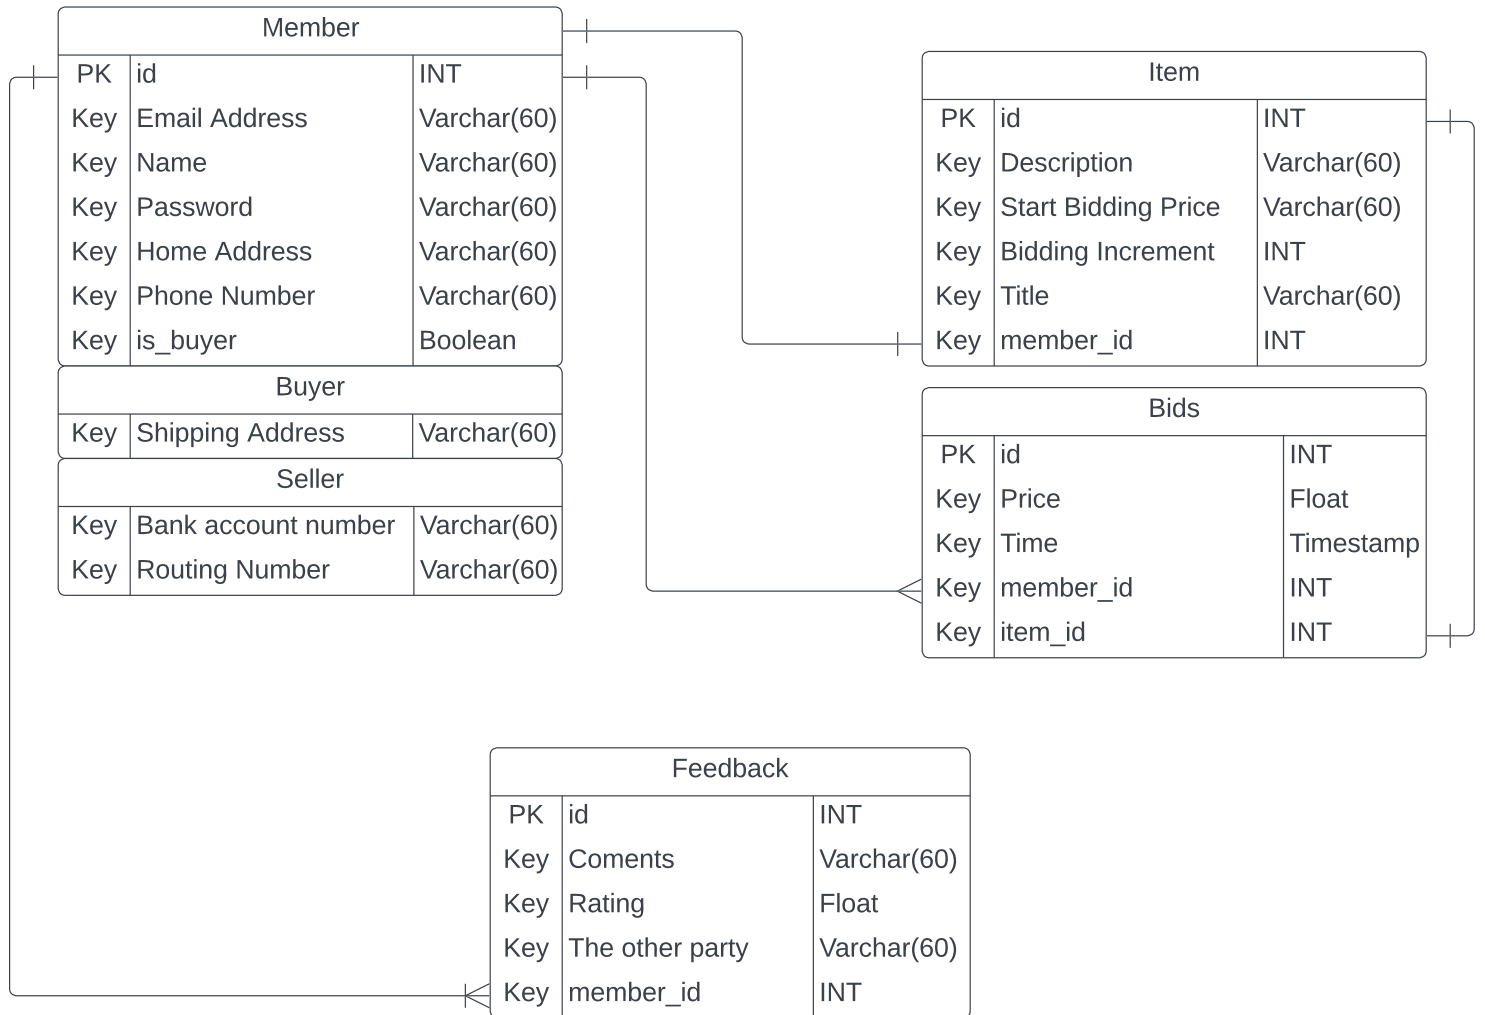 Member
PK id INT
Key Email Address Varchar(60)
Key Name Varchar(60)
Key Password Varchar(60)
Key Home Address Varchar(60)
Key Phone Number Varchar(60)
Key is_buyer Boolean
Buyer
Key Shipping Address Varchar(60)
Seller
Key Bank account number Varchar(60)
Key Routing Number Varchar(60)
Item
PK id INT
Key Description Varchar(60)
Key Start Bidding Price Varchar(60)
Key Bidding Increment INT
Key Title Varchar(60)
Key member_id INT
Bids
PK id INT
Key Price Float
Key Time Timestamp
Key member_id INT
Key item_id INT
Feedback
PK id INT
Key Coments Varchar(60)
Key Rating Float
Key The other party Varchar(60)
Key member_id INT